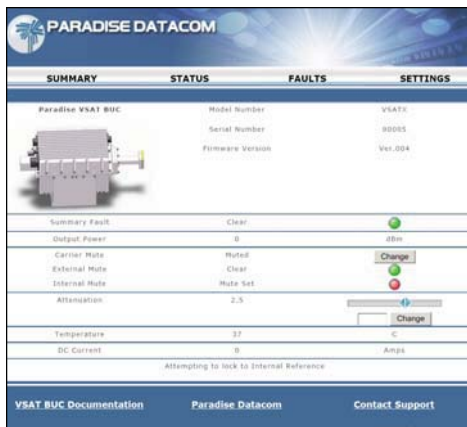 PARADISE DATACOM
SUMMARY STATUS FAULTS SETTINGS
Paradise VSAT BUC Model Number VSATX
Serial Number 00005
Firmware Version Ver.004
Summary Fault Clear
Output Power 0 dBm
Carrier Mute Muted Change
External Mute Clear
Internal Mute Mute Set
Attenuation 2.5
Change
Temperature 37 C
DC Current 0 Amps
Attempting to lock to Internal Reference
VSAT BUC Documentation Paradise Datacom Contact Support